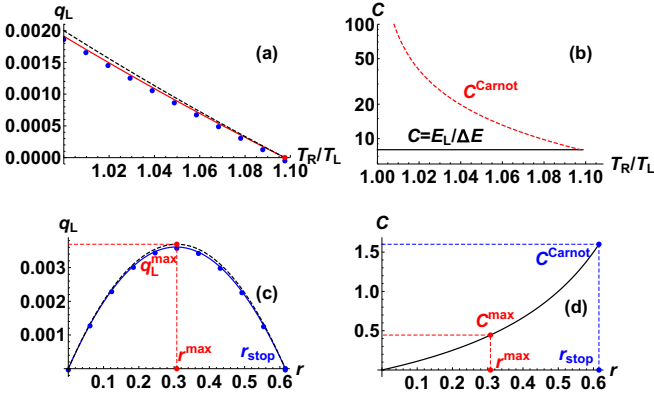 q_L
0.0020
0.0015
0.0010
0.0005
0.0000
(a)
1.02 1.04 1.06 1.08 1.10
T_R/T_L
C
100
50
20
10
(b)
C^Carnot
C=E_L/ΔE
1.00 1.02 1.04 1.06 1.08 1.10
T_R/T_L
q_L
0.003
0.002
0.001
q_L^max
(c)
r^max
r_stop
0.1 0.2 0.3 0.4 0.5 0.6 r
C
1.5
1.0
0.5
C^Carnot
C^max
(d)
r^max
r_stop
0.1 0.2 0.3 0.4 0.5 0.6 r